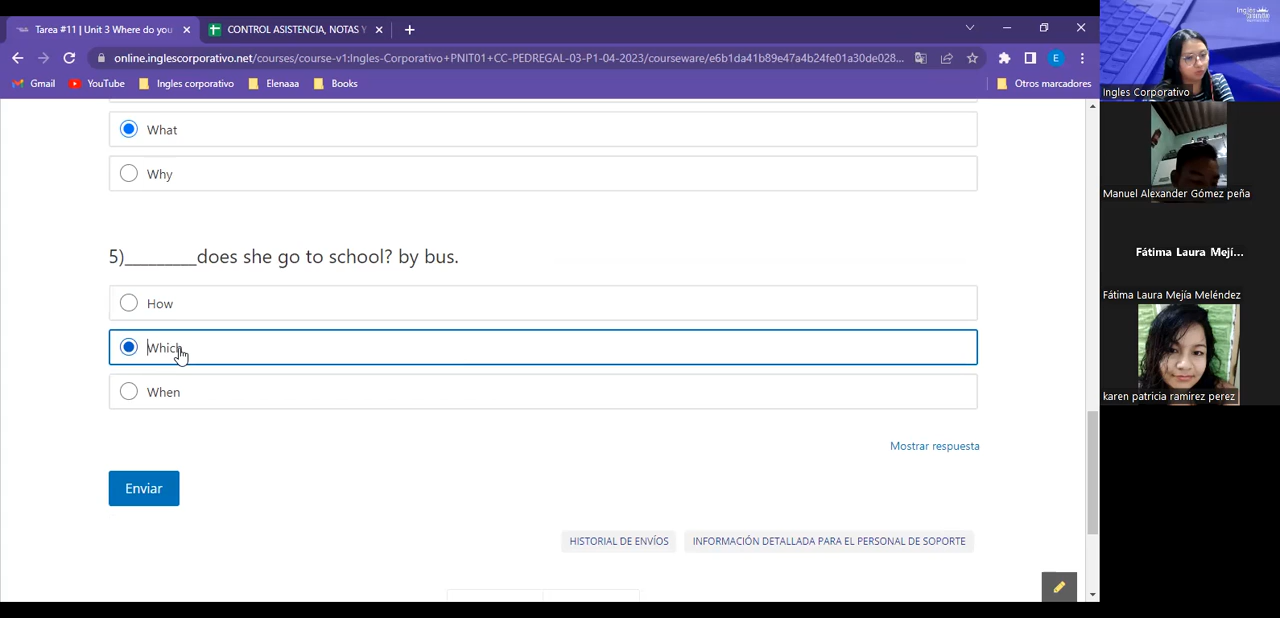 Tarea #11 | Unit 3 Where do you
CONTROL ASISTENCIA, NOTAS Y
online.inglescorporativo.net/courses/course-v1:Ingles-Corporativo+PNIT01+CC-PEDREGAL-03-P1-04-2023/courseware/e6b1da41b89e47a4b24fe01a30de028...
E
Gmail
YouTube
Ingles corporativo
Elenaaa
Books
Otros marcadores
What
Why
5)_________does she go to school? by bus.
How
Which
When
Mostrar respuesta
Enviar
HISTORIAL DE ENVÍOS
INFORMACIÓN DETALLADA PARA EL PERSONAL DE SOPORTE
Ingles Corporativo
Manuel Alexander Gómez peña
Fátima Laura Mejí...
Fátima Laura Mejía Meléndez
karen patricia ramirez perez